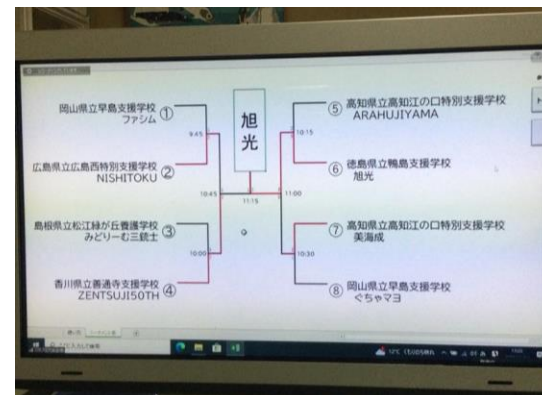 岡山県立早島支援学校
ファシム
①
9:45
広島県立広島西特別支援学校
NISHITOKU
②
10:45
島根県立松江緑が丘養護学校
みどりーむ三銃士
③
10:00
香川県立善通寺支援学校
ZENTSUJI50TH
④
旭光
11:15
⑤
高知県立高知江の口特別支援学校
ARAHUJIYAMA
10:15
⑥
徳島県立鴨島支援学校
旭光
11:00
⑦
高知県立高知江の口特別支援学校
美海成
10:30
⑧
岡山県立早島支援学校
ぐちゃマヨ
12°C